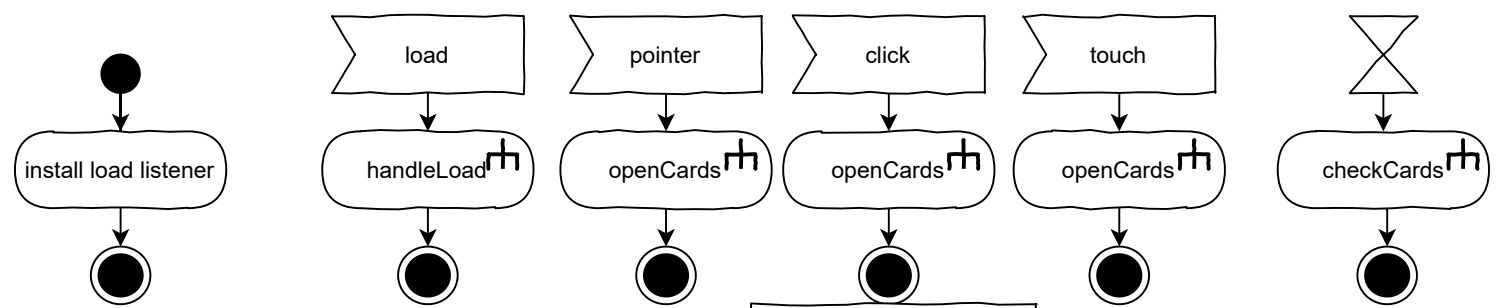 load
pointer
click
touch
install load listener
handleLoad
openCards
openCards
openCards
checkCards